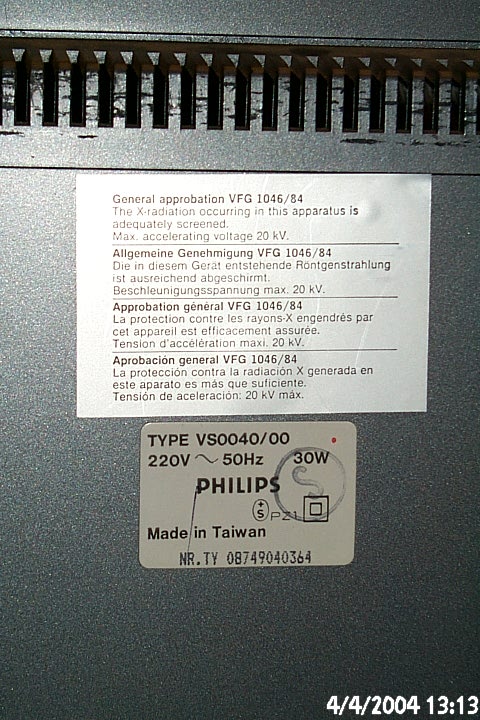 General approbation VFG 1046/84
The X-radiation occurring in this apparatus is
adequately screened.
Max. accelerating voltage 20 kV.
Allgemeine Genehmigung VFG 1046/84
Die in diesem Gerät entstehende Röntgenstrahlung
ist ausreichend abgeschirmt.
Beschleunigungsspannung max. 20 kV.
Approbation général VFG 1046/84
La protection contre les rayons-X engendrés par
cet appareil est efficacement assurée.
Tension d'accélération maxi. 20 kV.
Aprobación general VFG 1046/84
La protección contra la radiación X generada en
este aparato es más que suficiente.
Tensión de aceleración: 20 kV máx.
TYPE VS0040/00
220V ~ 50Hz 30W
S
PHILIPS
+
S PZ1
Made in Taiwan
NR.TY 08749040364
4/4/2004 13:13